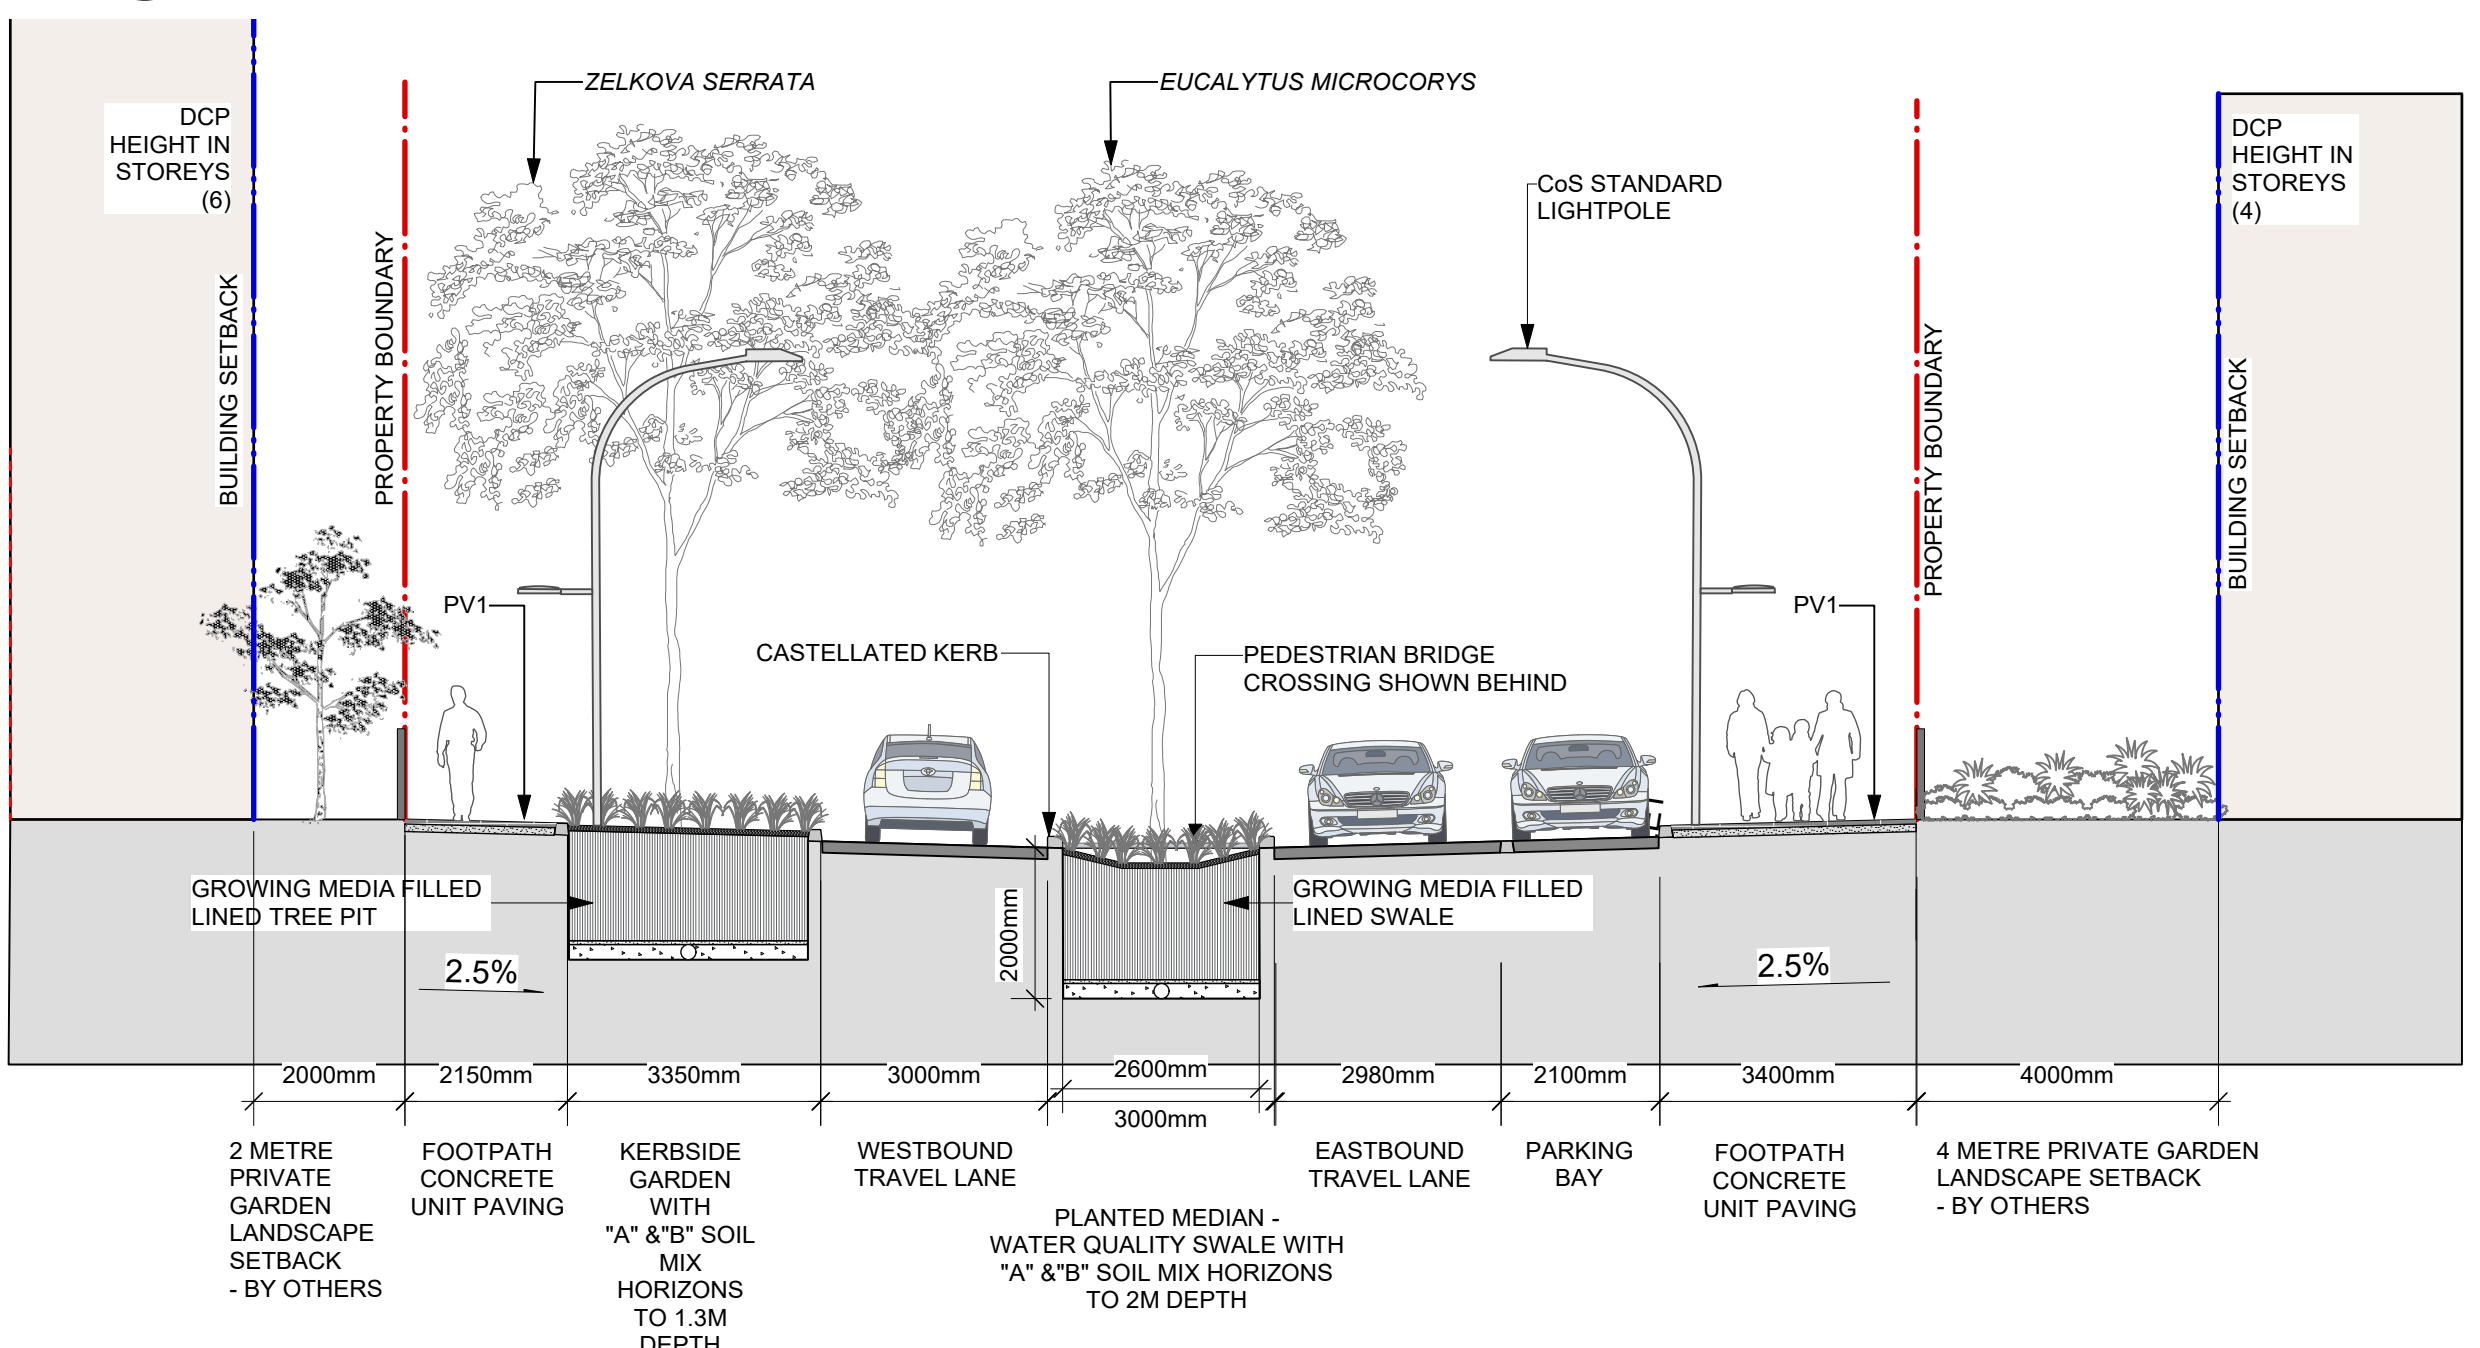 ZELKOVA SERRATA
EUCALYTUS MICROCORYS
DCP
HEIGHT IN
STOREYS
(6)
DCP
HEIGHT IN
STOREYS
(4)
CoS STANDARD
LIGHTPOLE
BUILDING SETBACK
PROPERTY BOUNDARY
PROPERTY BOUNDARY
BUILDING SETBACK
PV1
PV1
CASTELLATED KERB
PEDESTRIAN BRIDGE
CROSSING SHOWN BEHIND
GROWING MEDIA FILLED
LINED TREE PIT
GROWING MEDIA FILLED
LINED SWALE
2000mm
2.5%
2.5%
2000mm
2150mm
3350mm
3000mm
2600mm
3000mm
2980mm
2100mm
3400mm
4000mm
2 METRE
PRIVATE
GARDEN
LANDSCAPE
SETBACK
- BY OTHERS
FOOTPATH
CONCRETE
UNIT PAVING
KERBSIDE
GARDEN
WITH
"A" &"B" SOIL
MIX
HORIZONS
TO 1.3M
DEPTH
WESTBOUND
TRAVEL LANE
PLANTED MEDIAN -
WATER QUALITY SWALE WITH
"A" &"B" SOIL MIX HORIZONS
TO 2M DEPTH
EASTBOUND
TRAVEL LANE
PARKING
BAY
FOOTPATH
CONCRETE
UNIT PAVING
4 METRE PRIVATE GARDEN
LANDSCAPE SETBACK
- BY OTHERS